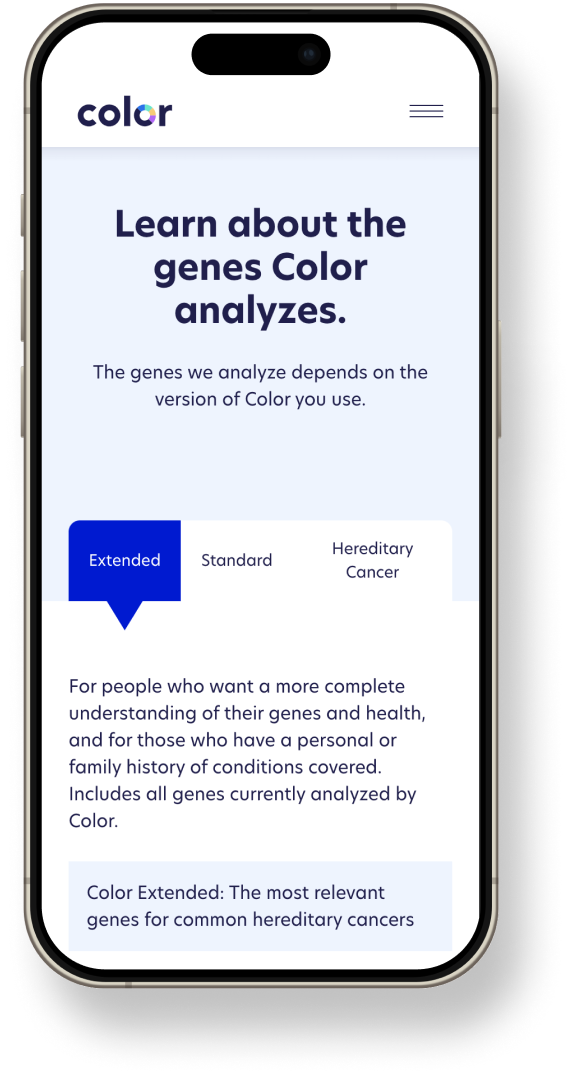 color
Learn about the
genes Color
analyzes.
The genes we analyze depends on the
version of Color you use.
Extended
Standard
Hereditary
Cancer
For people who want a more complete
understanding of their genes and health,
and for those who have a personal or
family history of conditions covered.
Includes all genes currently analyzed by
Color.
Color Extended: The most relevant
genes for common hereditary cancers